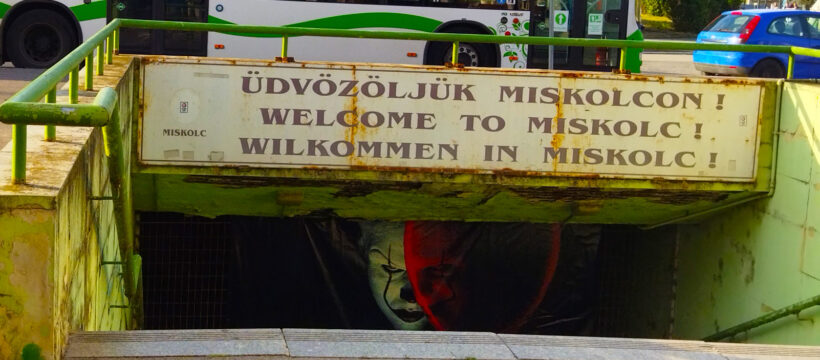 ÜDVÖZÖLJÜK MISKOLCON !
WELCOME TO MISKOLC !
WILKOMMEN IN MISKOLC !
MISKOLC